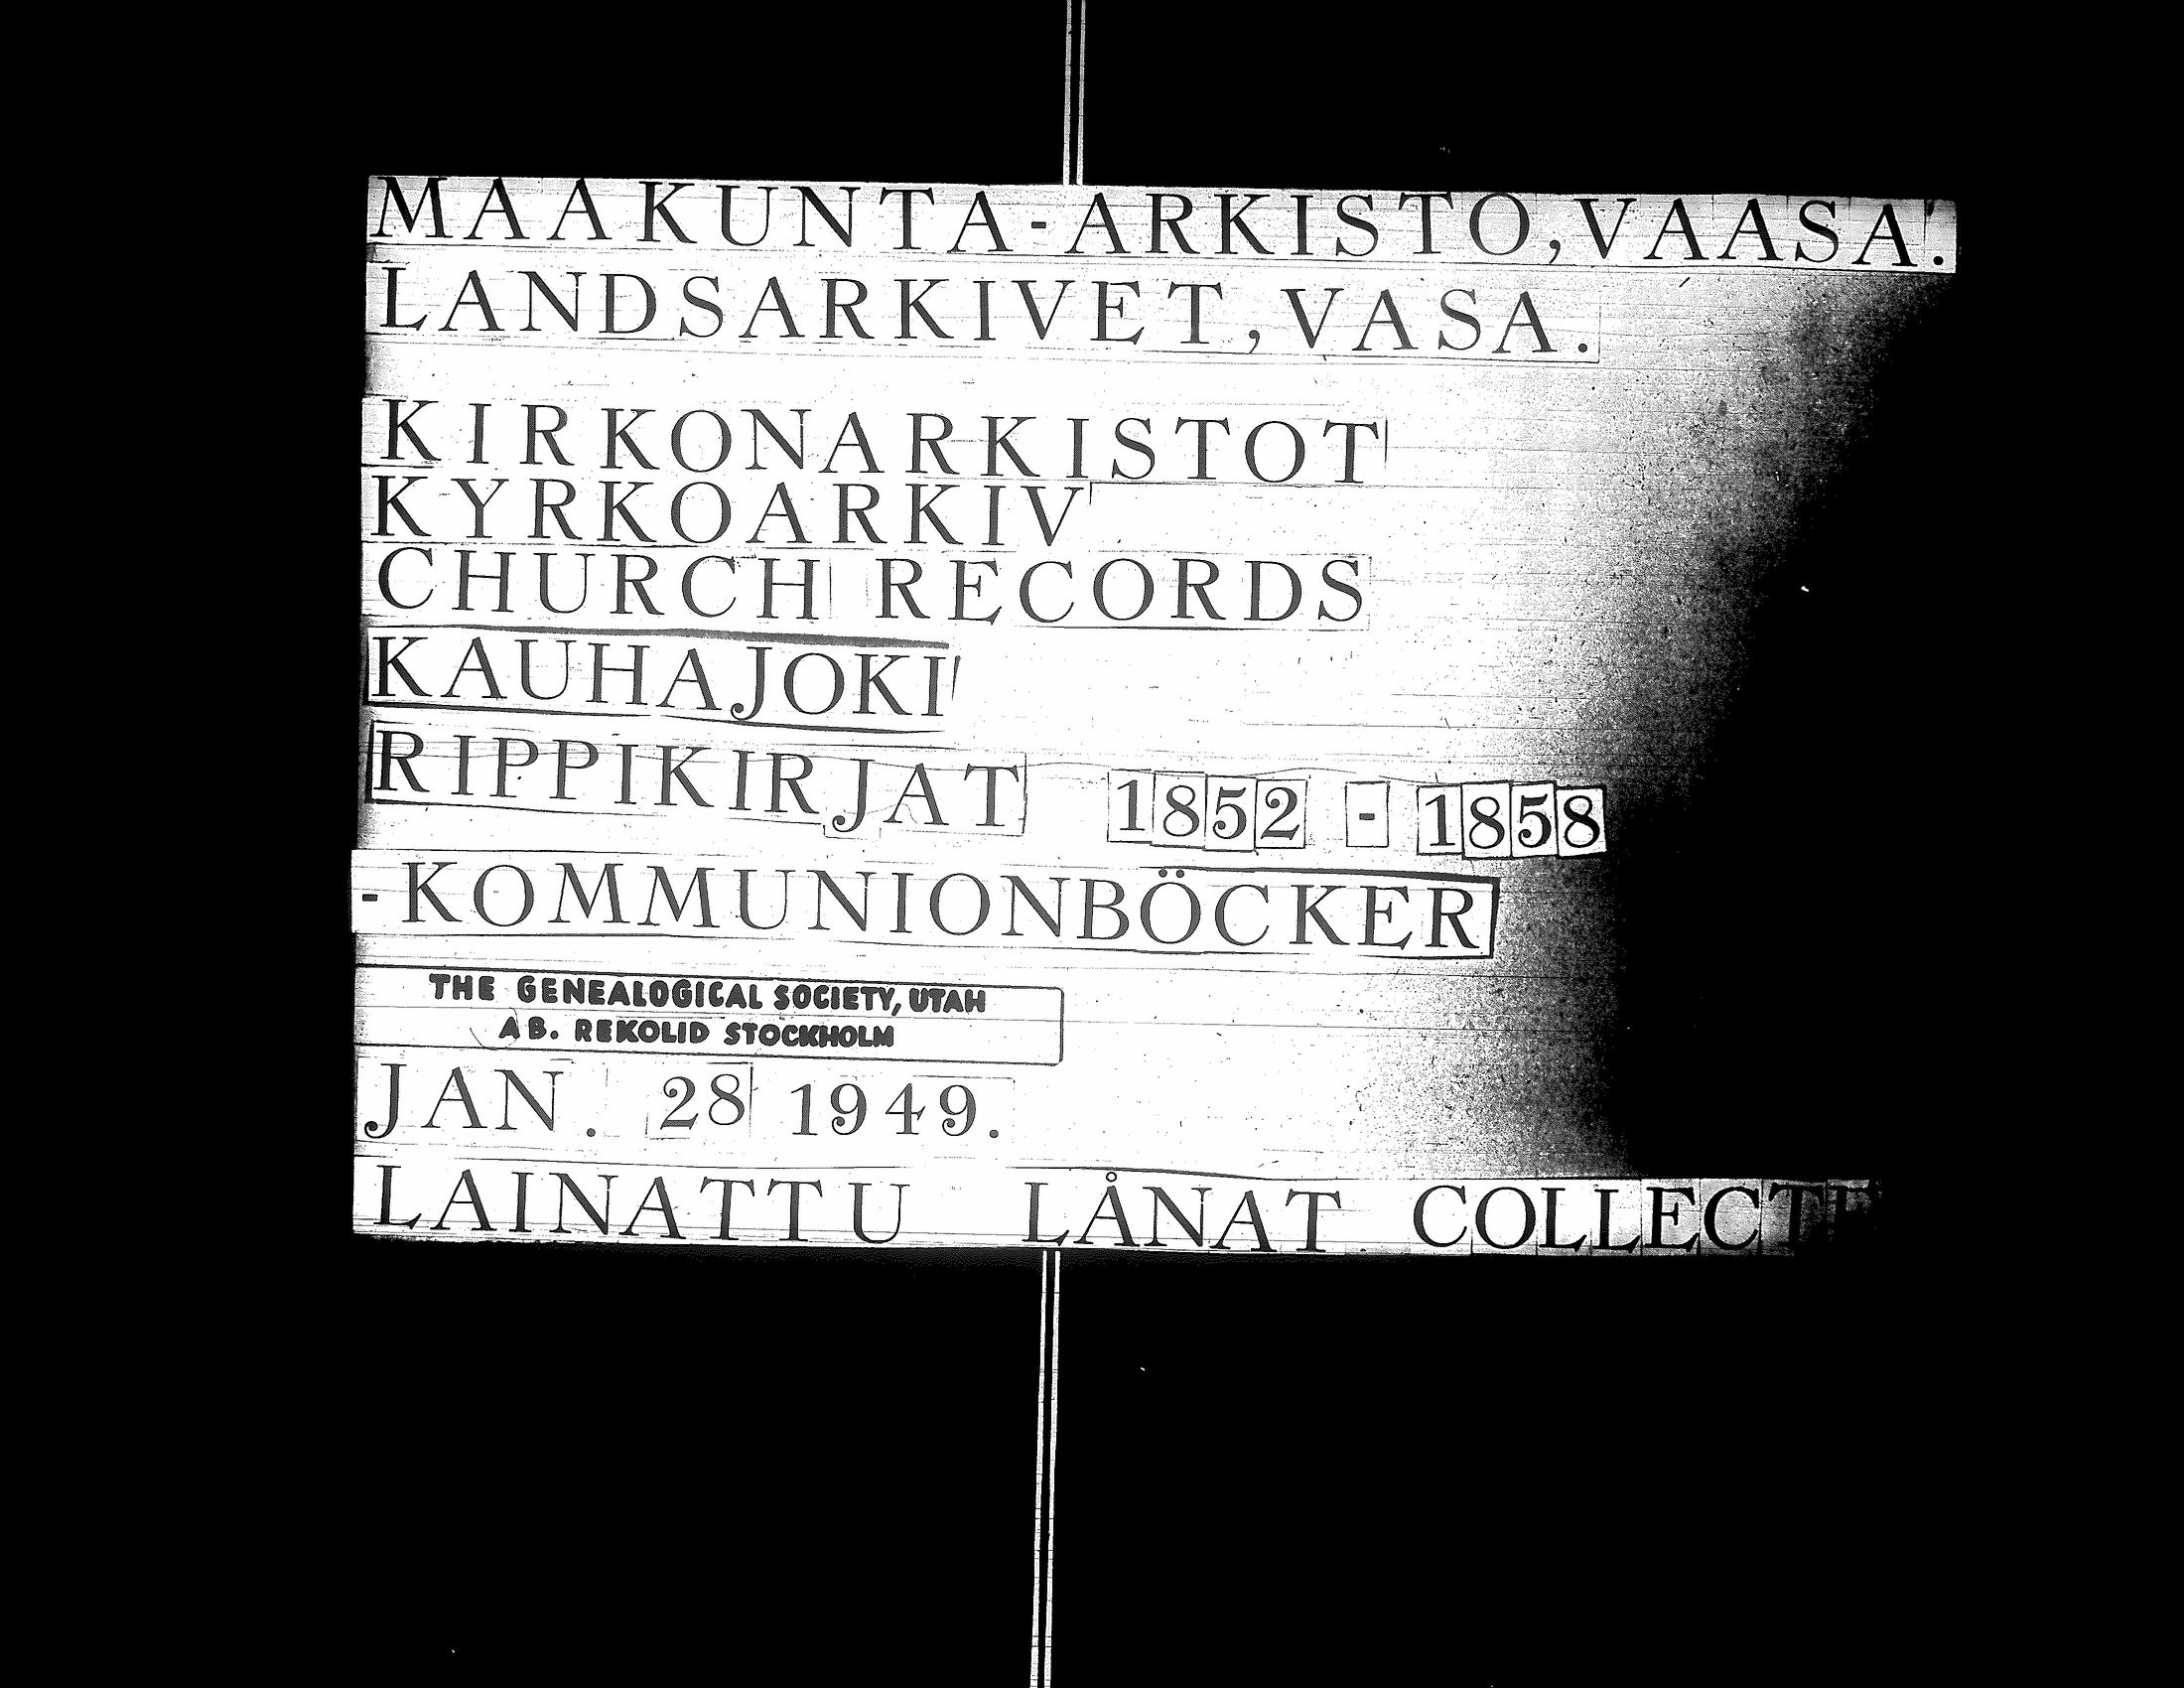 MAAKUNTA-ARKISTO, VAASA.
LANDSARKIVET, VASA.
KIRKONARKISTOT
KYRKOARKIV
CHURCH RECORDS
KAUHAJOKI
RIPPIKIRJAT 1852 - 1858
-KOMMUNIONBÖCKER
THE GENEALOGICAL SOCIETY, UTAH
AB. REKOLID STOCKHOLM
JAN. 28 1949.
LAINATTU LÅNAT